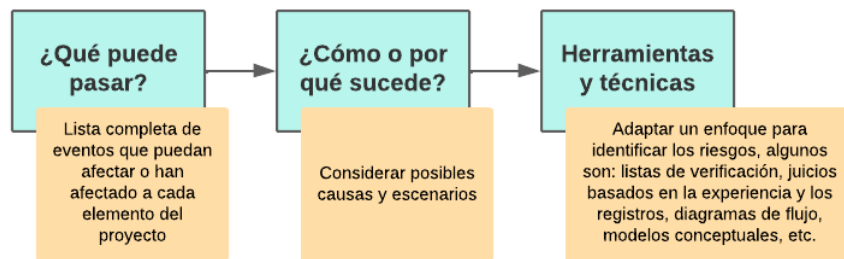 ¿Qué puede
pasar?
Lista completa de
eventos que puedan
afectar o han
afectado a cada
elemento del
proyecto
¿Cómo o por
qué sucede?
Considerar posibles
causas y escenarios
Herramientas
y técnicas
Adaptar un enfoque para
identificar los riesgos, algunos
son: listas de verificación, juicios
basados en la experiencia y los
registros, diagramas de flujo,
modelos conceptuales, etc.